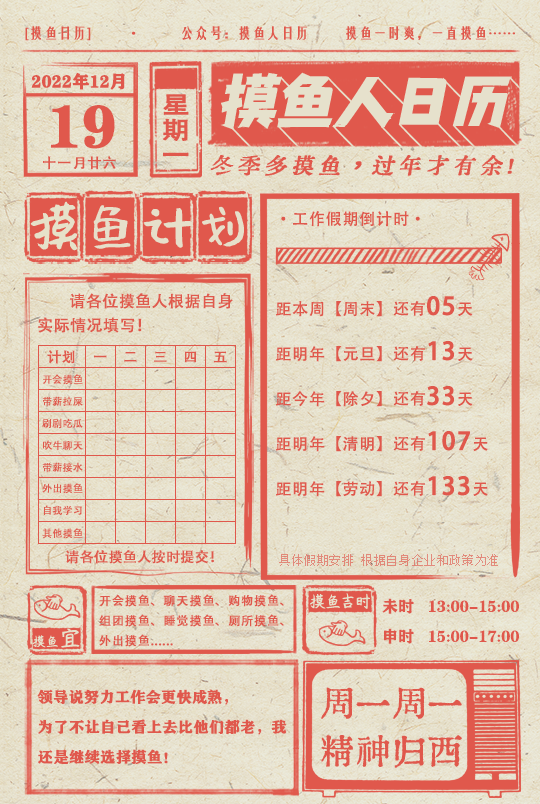 [摸鱼日历] · 公众号：摸鱼人日历 摸鱼一时爽，一直摸鱼……
2022年12月
19
十一月廿六
星期一
摸鱼人日历
冬季多摸鱼，过年才有余！
摸鱼计划
请各位摸鱼人根据自身
实际情况填写！
计划 一 二 三 四 五
开会摸鱼
带薪拉屎
刷剧吃瓜
吹牛聊天
带薪接水
外出摸鱼
自我学习
其他摸鱼
请各位摸鱼人按时提交！
·工作假期倒计时·
距本周【周末】还有05天
距明年【元旦】还有13天
距今年【除夕】还有33天
距明年【清明】还有107天
距明年【劳动】还有133天
具体假期安排 根据自身企业和政策为准
摸鱼宜
开会摸鱼、聊天摸鱼、购物摸鱼、
组团摸鱼、睡觉摸鱼、厕所摸鱼、
外出摸鱼……
摸鱼吉时
未时 13:00-15:00
申时 15:00-17:00
领导说努力工作会更快成熟，
为了不让自己看上去比他们都老，我
还是继续选择摸鱼！
周一周一
精神归西